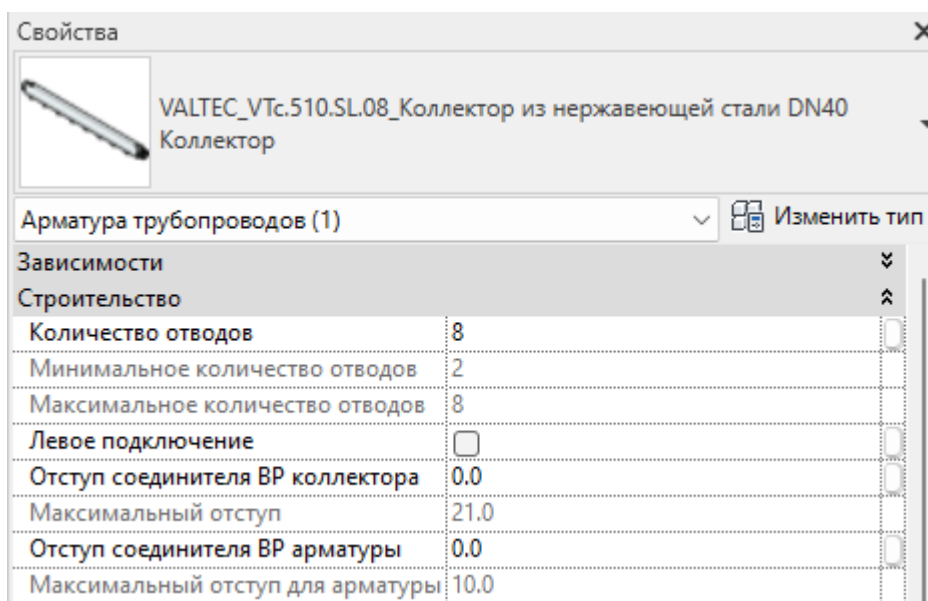 Свойства
VALTEC_VTc.510.SL.08_Коллектор из нержавеющей стали DN40
Коллектор
Арматура трубопроводов (1)
Изменить тип
Зависимости
Строительство
Количество отводов 8
Минимальное количество отводов 2
Максимальное количество отводов 8
Левое подключение
Отступ соединителя ВР коллектора 0.0
Максимальный отступ 21.0
Отступ соединителя ВР арматуры 0.0
Максимальный отступ для арматуры 10.0